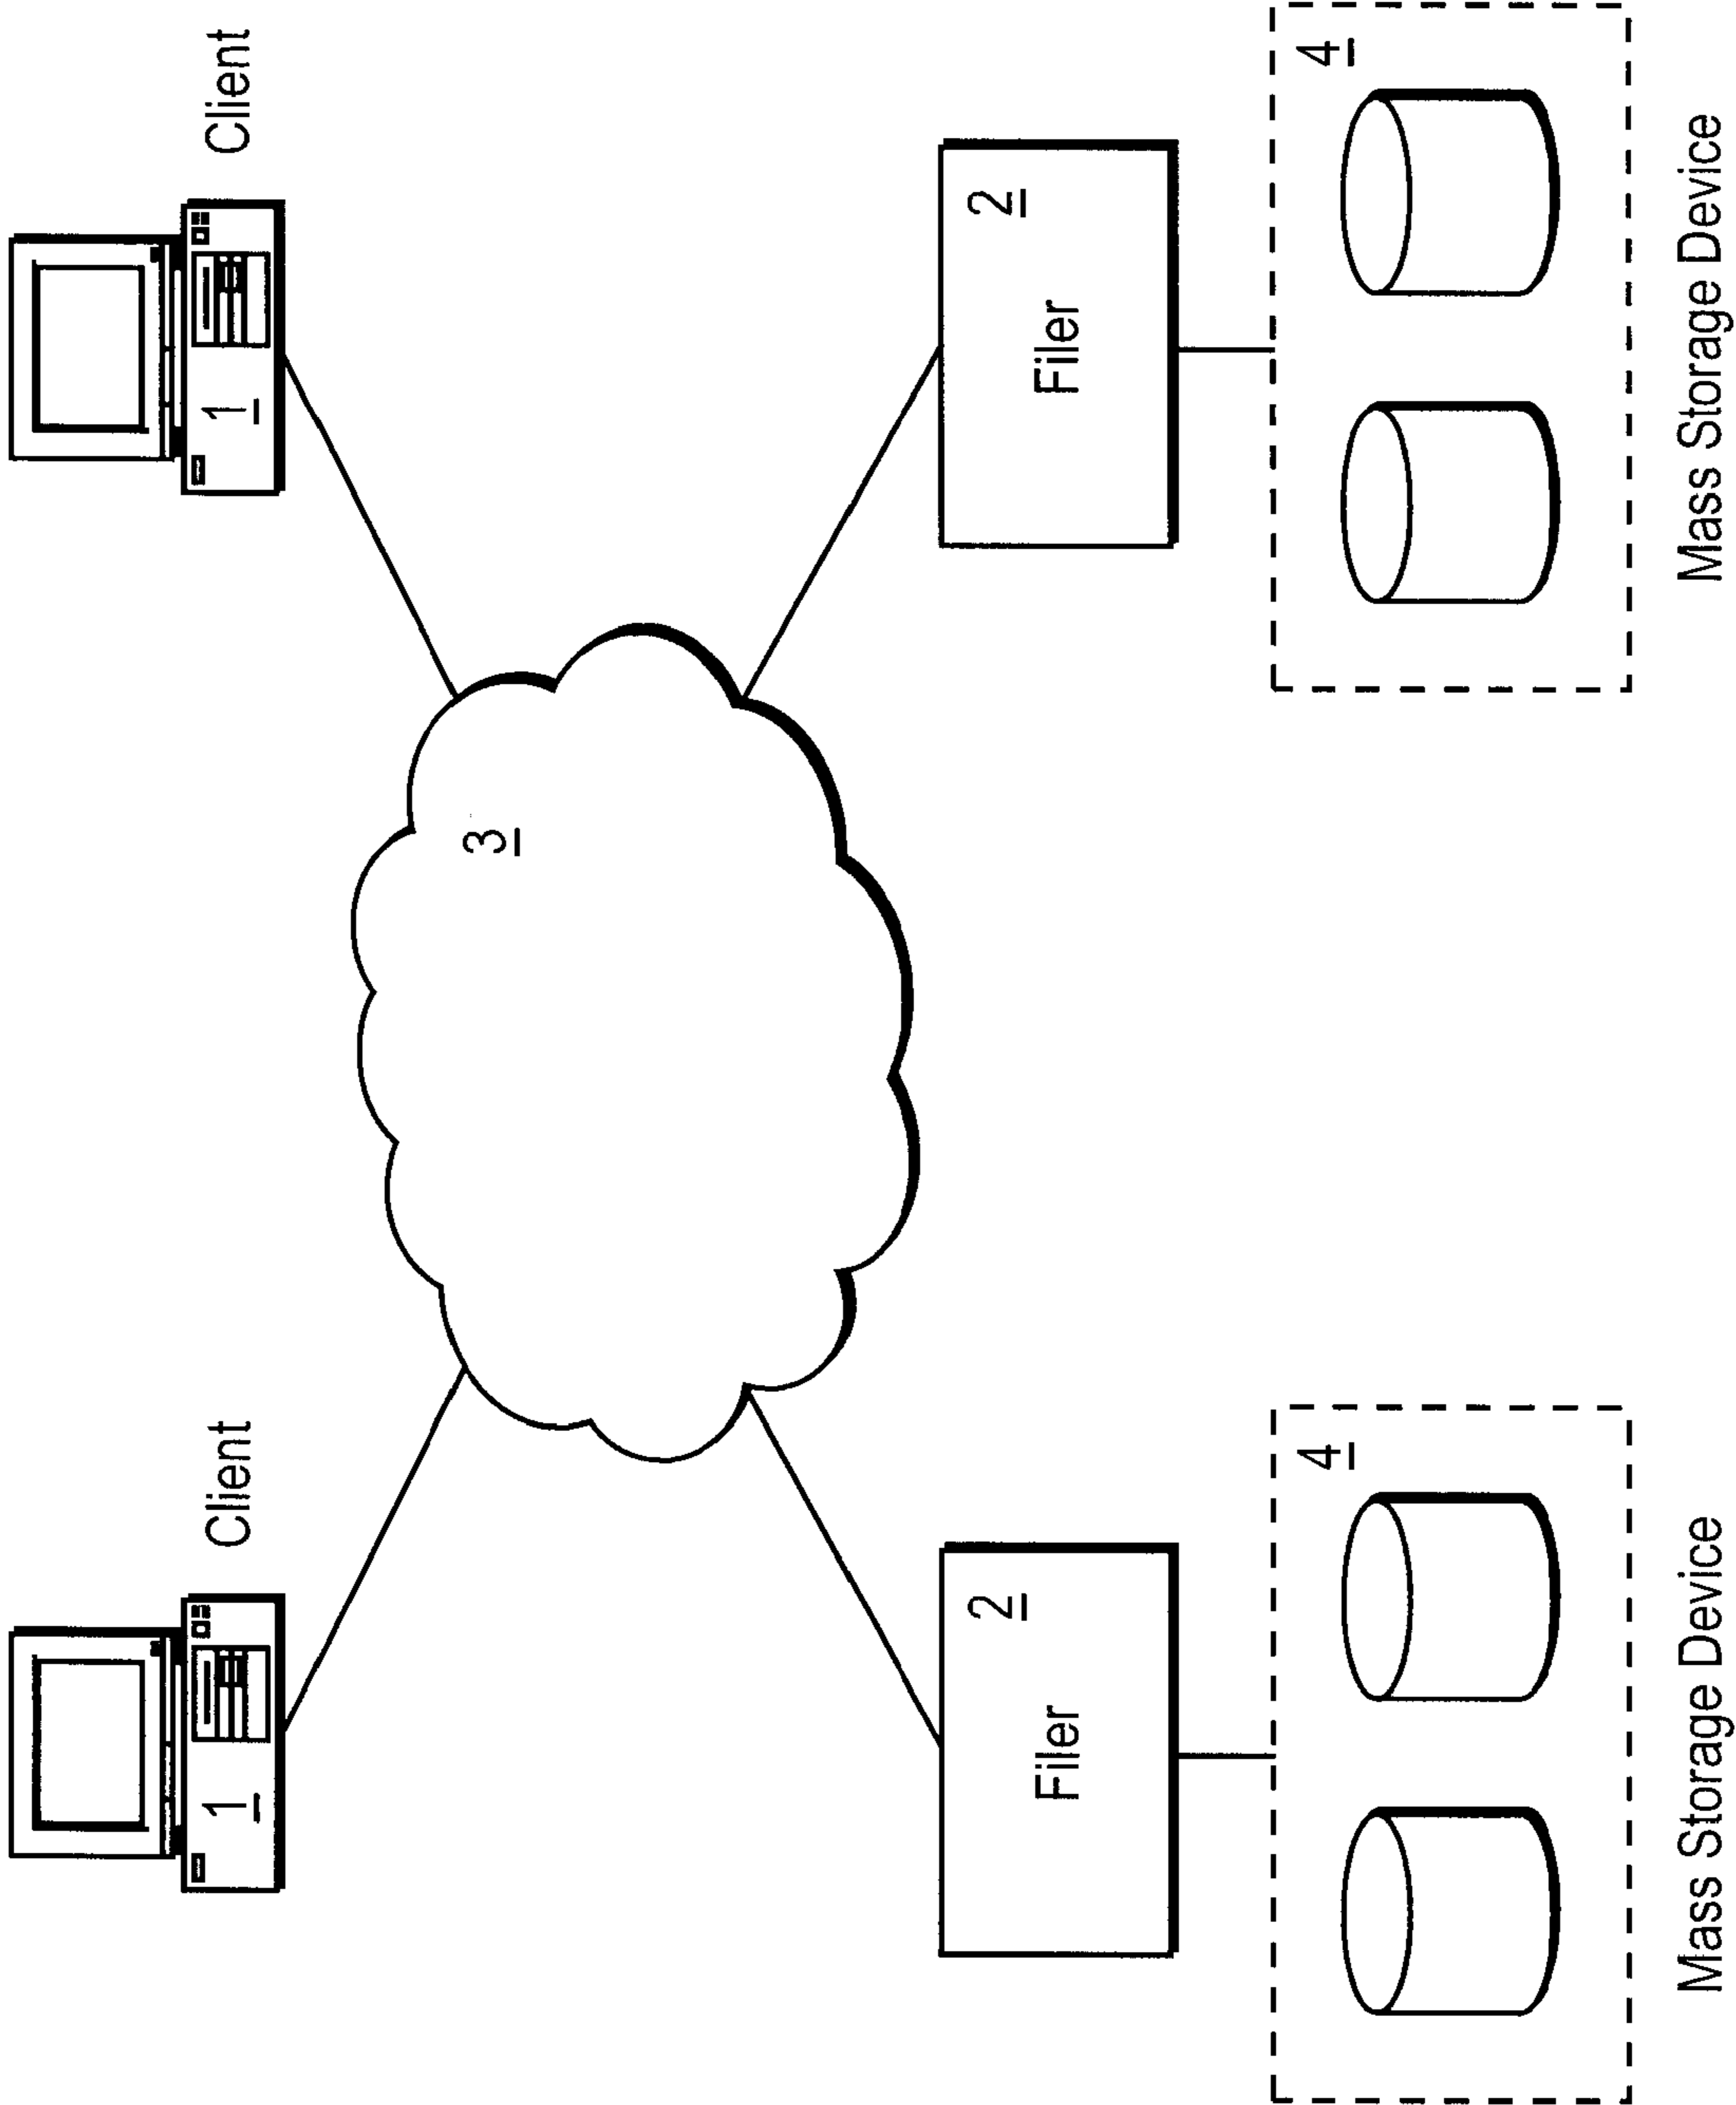 Client
Client
1
1
3
2
2
Filer
Filer
4
4
Mass Storage Device
Mass Storage Device